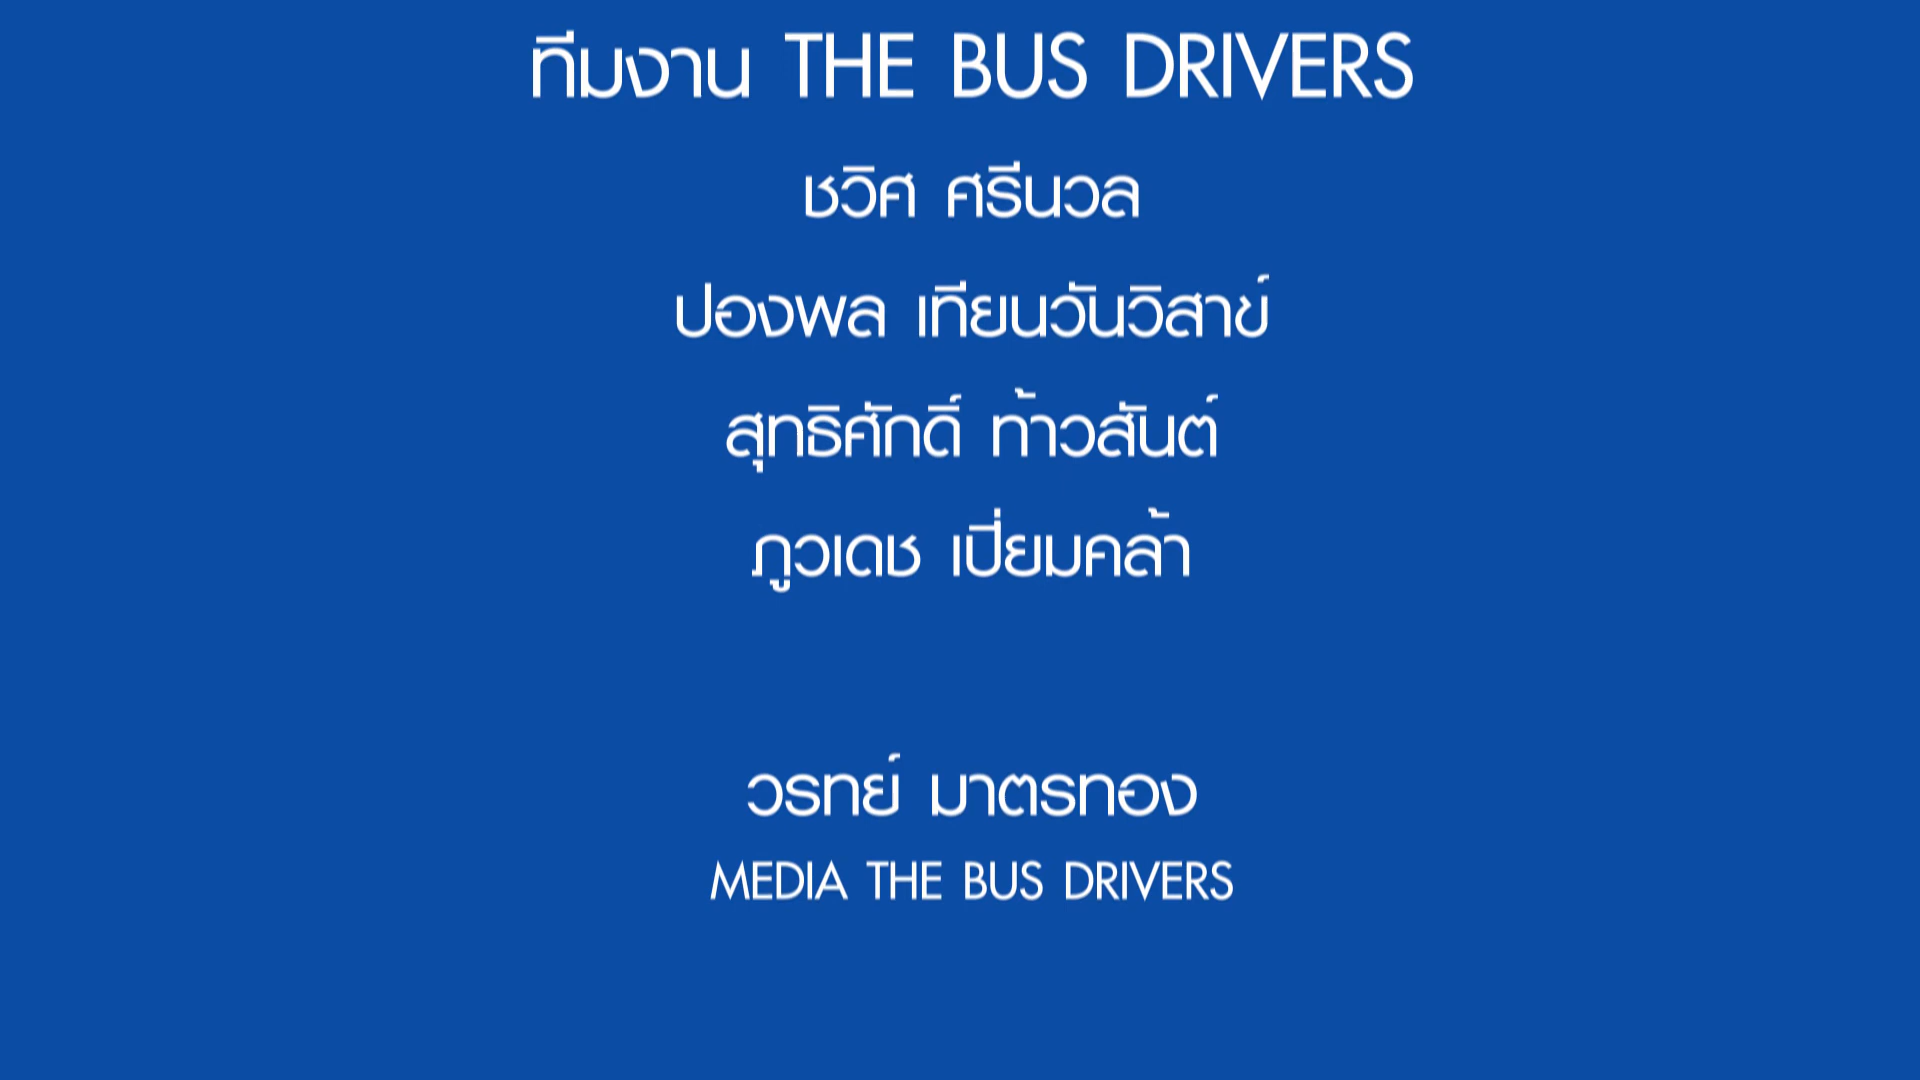 ทีมงาน THE BUS DRIVERS
ชวิศ ศรีนวล
ปองพล เทียนวันวิสาข์
สุทธิศักดิ์ ท้าวสันต์
ภูวเดช เปี่ยมคล้า
วรทย์ มาตรทอง
MEDIA THE BUS DRIVERS